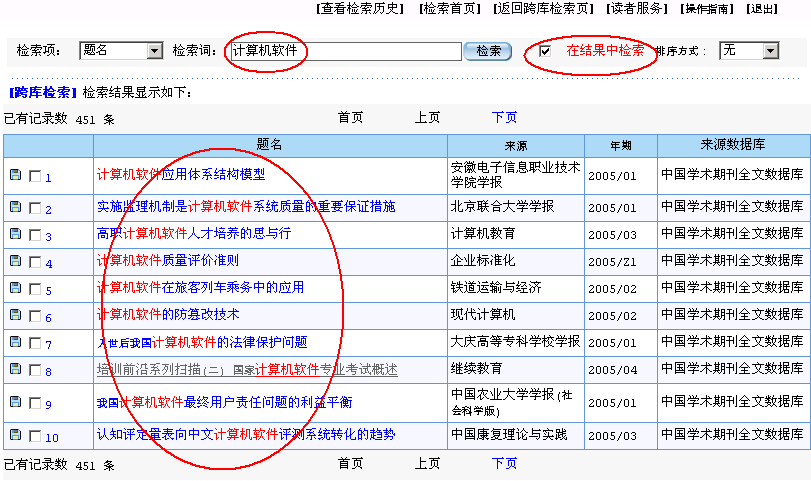 [查看检索历史] [检索首页] [返回跨库检索页] [读者服务] [操作指南] [退出]
检索项: 题名 检索词: 计算机软件 检索 在结果中检索 排序方式: 无
[跨库检索] 检索结果显示如下:
已有记录数 451 条 首页 上页 下页
题名 来源 年期 来源数据库
1 计算机软件应用体系结构模型 安徽电子信息职业技术学院学报 2005/01 中国学术期刊全文数据库
2 实施监理机制是计算机软件系统质量的重要保证措施 北京联合大学学报 2005/01 中国学术期刊全文数据库
3 高职计算机软件人才培养的思与行 计算机教育 2005/03 中国学术期刊全文数据库
4 计算机软件质量评价准则 企业标准化 2005/Z1 中国学术期刊全文数据库
5 计算机软件在旅客列车乘务中的应用 铁道运输与经济 2005/02 中国学术期刊全文数据库
6 计算机软件的防篡改技术 现代计算机 2005/02 中国学术期刊全文数据库
7 入世后我国计算机软件的法律保护问题 大庆高等专科学校学报 2005/01 中国学术期刊全文数据库
8 培训前沿系列扫描(二) 国家计算机软件专业考试概述 继续教育 2005/04 中国学术期刊全文数据库
9 我国计算机软件最终用户责任问题的利益平衡 中国农业大学学报(社会科学版) 2005/01 中国学术期刊全文数据库
10 认知评定量表向中文计算机软件评测系统转化的趋势 中国康复理论与实践 2005/03 中国学术期刊全文数据库
已有记录数 451 条 首页 上页 下页